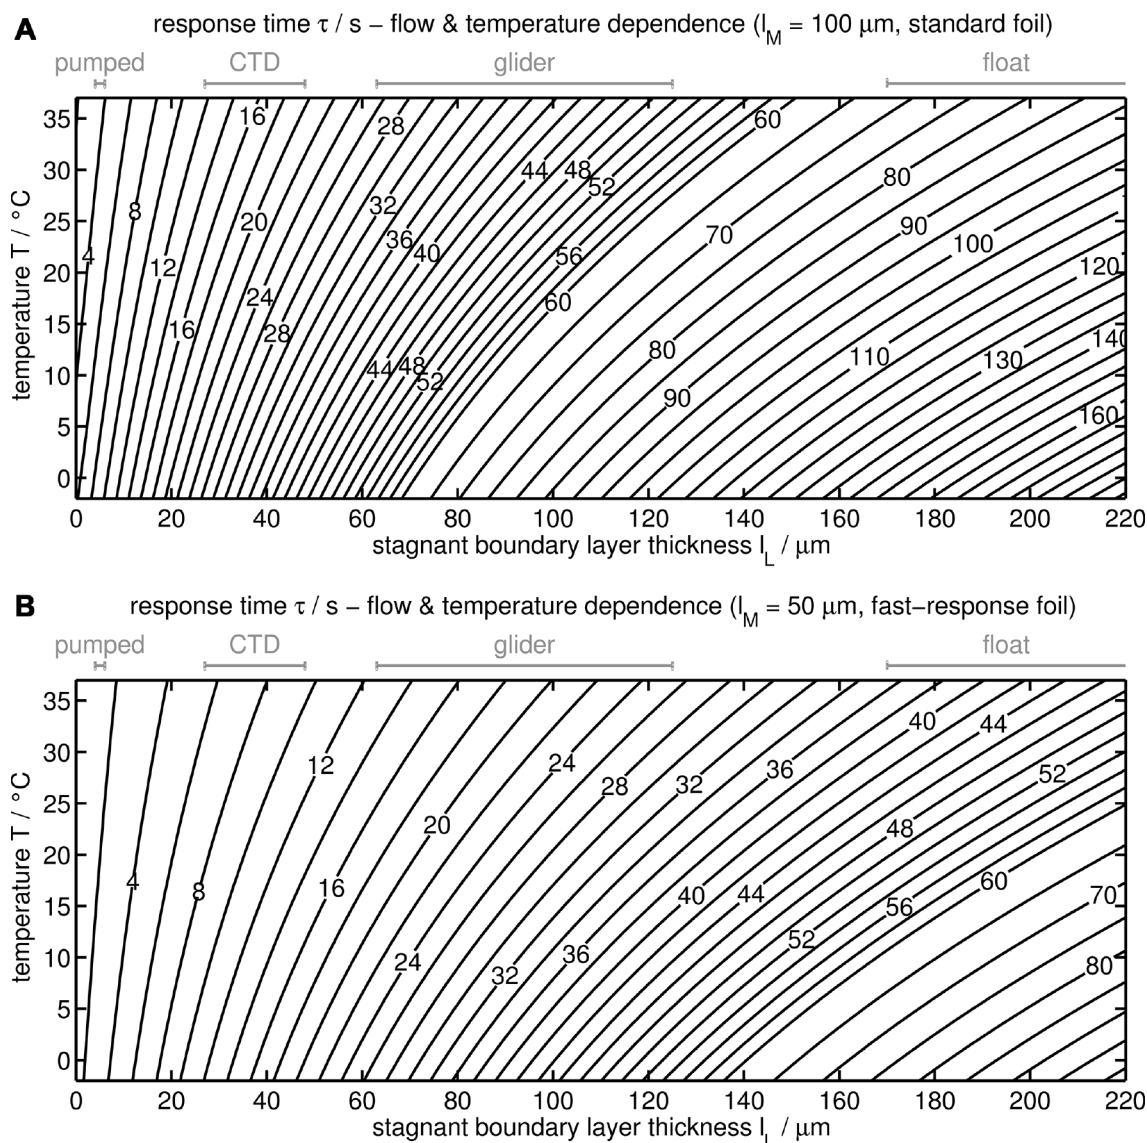 A
response time τ / s − flow & temperature dependence (l_M = 100 μm, standard foil)
pumped CTD glider float
35 16 28 60
30 44 48 80
52
8 32
25 20 90
36 70 100
4 40 56
20 12 120
24 60
15 16 28 140
80 110 130
10 44 48
52 90
5 160
0
temperature T / °C
0 20 40 60 80 100 120 140 160 180 200 220
stagnant boundary layer thickness l_L / μm
B
response time τ / s − flow & temperature dependence (l_M = 50 μm, fast−response foil)
pumped CTD glider float
35 40 44
30 12 24 36 52
28 32
25 20 48
20 4 8 16 60
15 40 44 56 70
52
10 24 32 36 80
5
0
temperature T / °C
0 20 40 60 80 100 120 140 160 180 200 220
stagnant boundary layer thickness l_L / μm